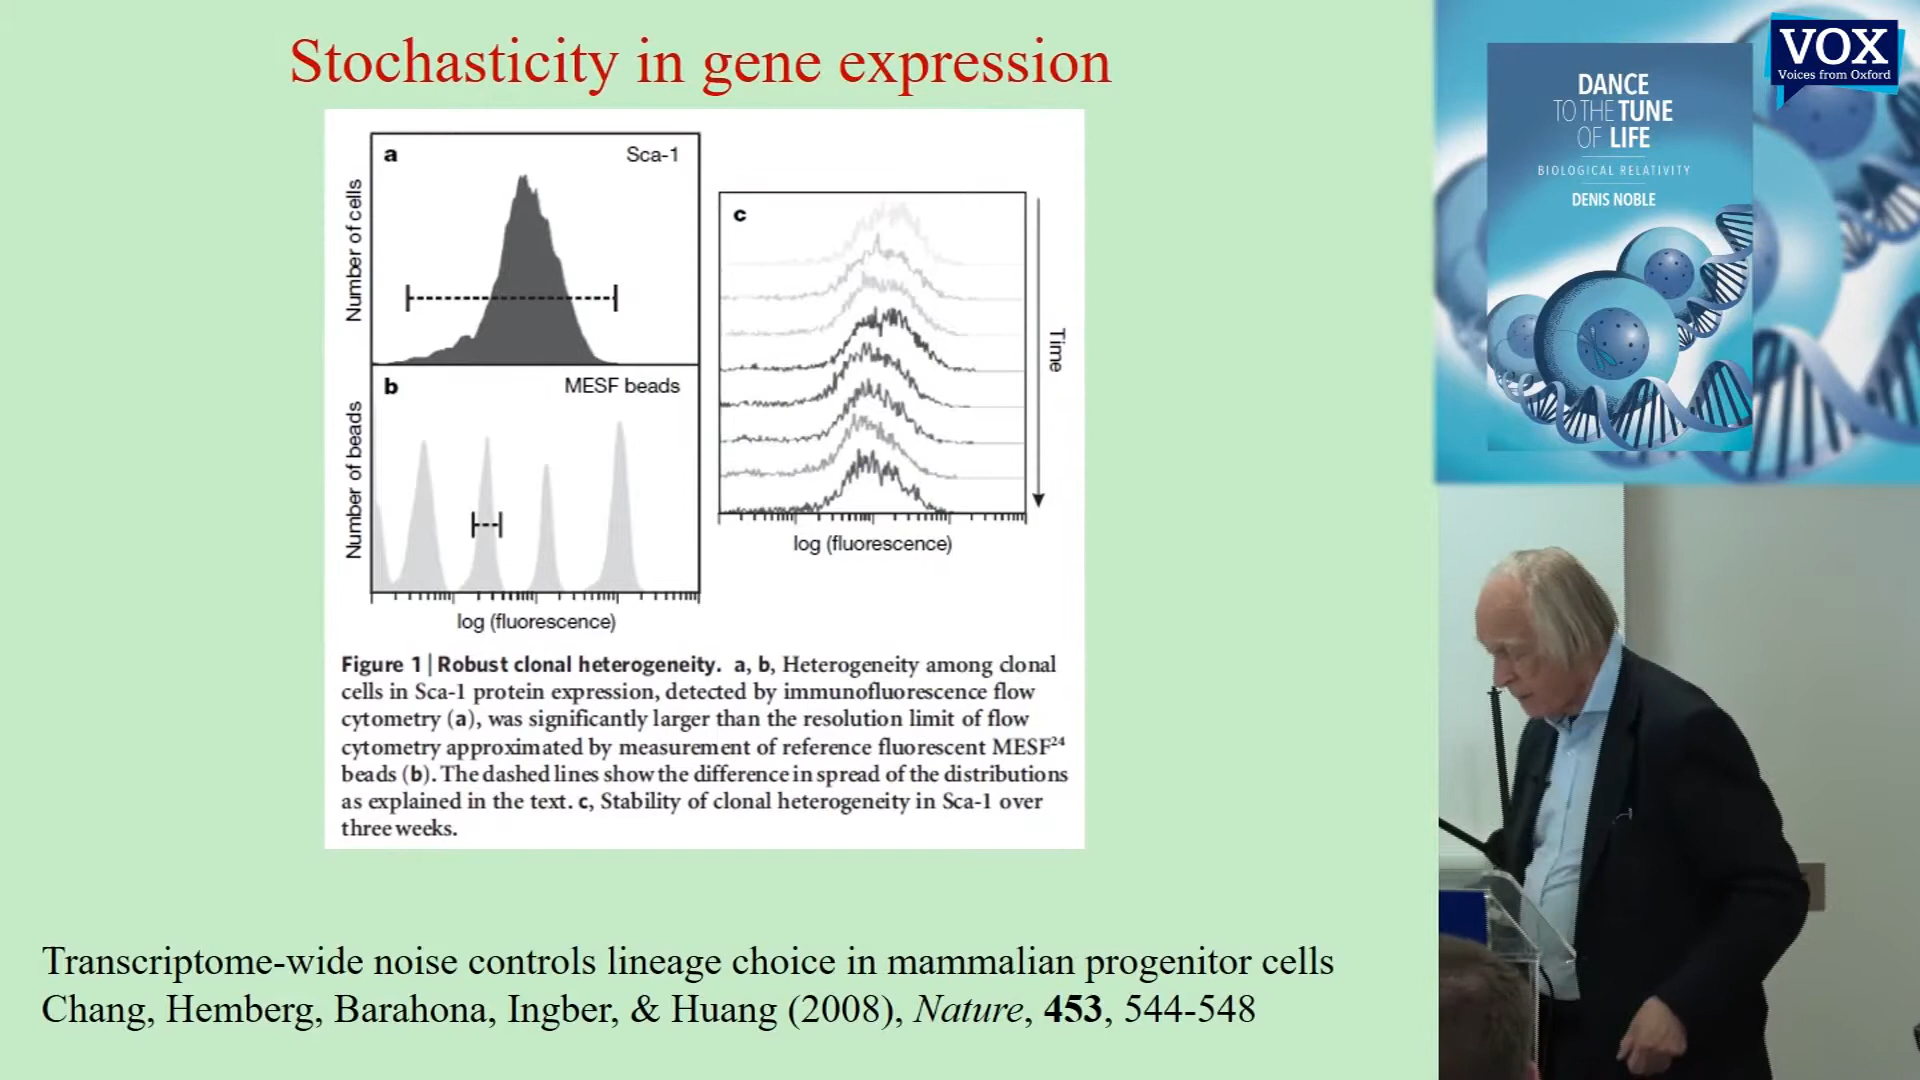 Stochasticity in gene expression
a
Sca-1
Number of cells
b
MESF beads
Number of beads
log (fluorescence)
c
Time
log (fluorescence)
Figure 1 | Robust clonal heterogeneity. a, b, Heterogeneity among clonal
cells in Sca-1 protein expression, detected by immunofluorescence flow
cytometry (a), was significantly larger than the resolution limit of flow
cytometry approximated by measurement of reference fluorescent MESF²⁴
beads (b). The dashed lines show the difference in spread of the distributions
as explained in the text. c, Stability of clonal heterogeneity in Sca-1 over
three weeks.
Transcriptome-wide noise controls lineage choice in mammalian progenitor cells
Chang, Hemberg, Barahona, Ingber, & Huang (2008), Nature, 453, 544-548
VOX
Voices from Oxford
DANCE
TO THE TUNE
OF LIFE
BIOLOGICAL RELATIVITY
DENIS NOBLE